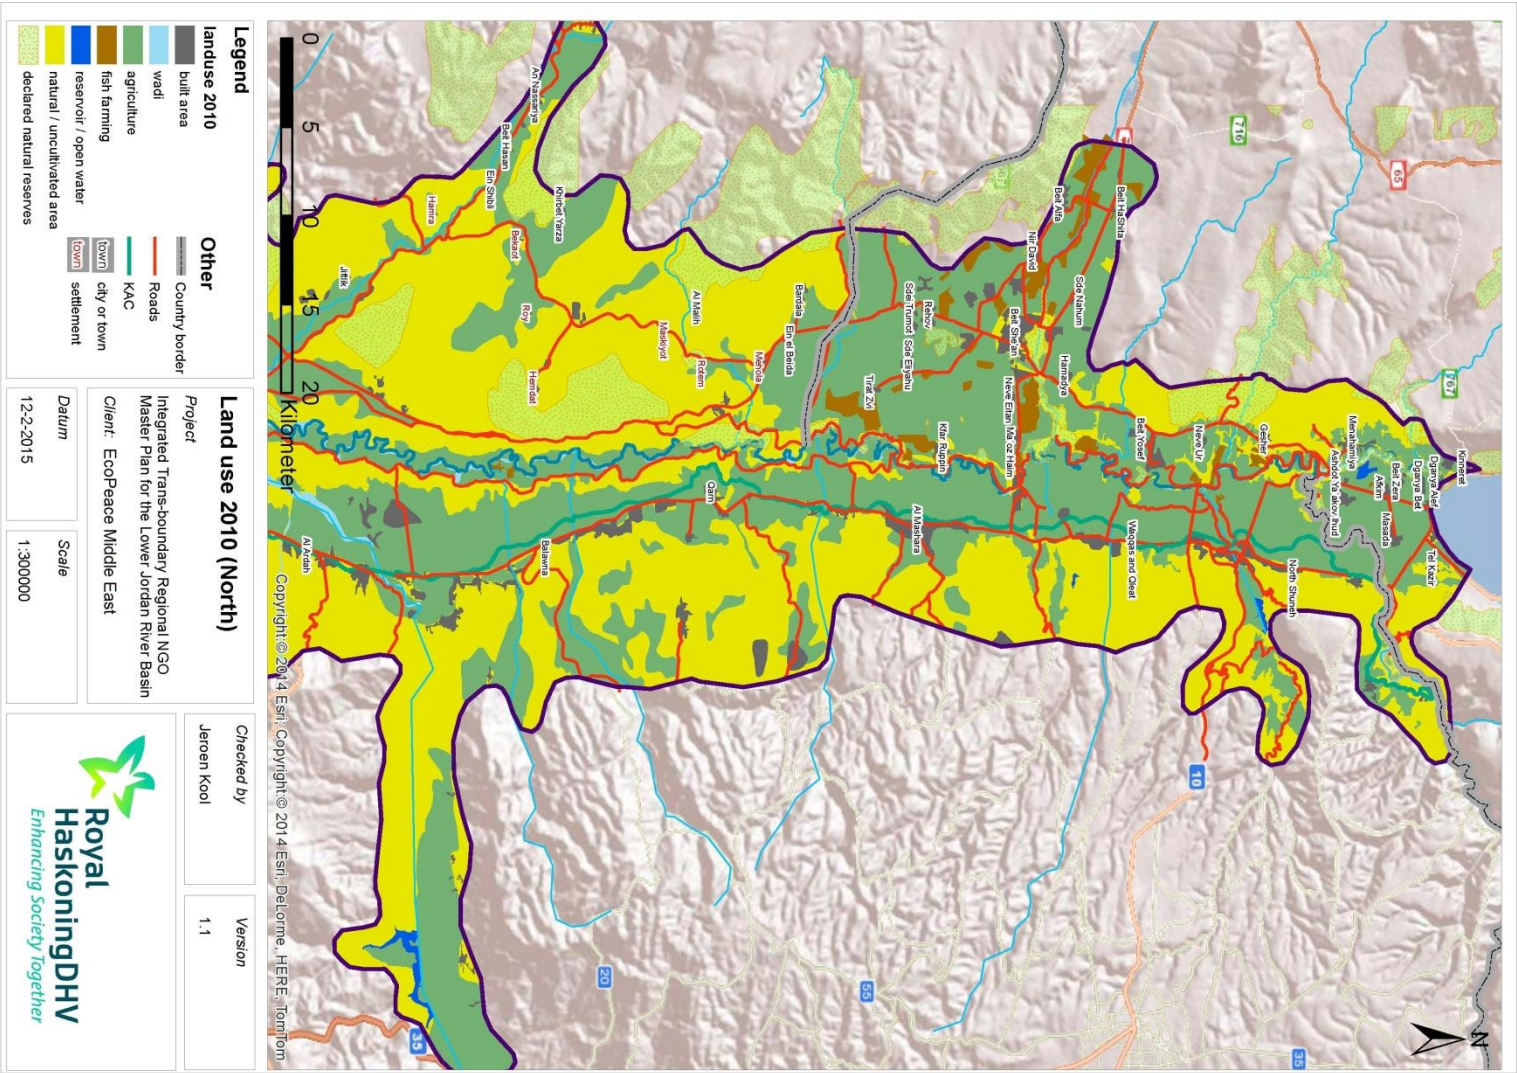 Legend
landuse 2010
built area
wadi
agriculture
fish farming
reservoir / open water
natural / uncultivated area
declared natural reserves
Other
Country border
Roads
KAC
town
city or town
town
settlement
Land use 2010 (North)
Project
Integrated Trans-boundary Regional NGO
Master Plan for the Lower Jordan River Basin
Client: EcoPeace Middle East
Datum
12-2-2015
Scale
1:300000
Checked by
Jeroen Kool
Version
1.1
Royal
HaskoningDHV
Enhancing Society Together
0 5 10 15 20
Kilometer
Copyright:© 2014 Esri, Copyright:© 2014 Esri, DeLorme, HERE, TomTom
N
716
65
767
10
20
55
35
35
Kinneret
Dganya Alef
Dganya Bet
Beit Zera
Afikim
Masada
Tel Kazir
Menahamiya
Ashdot Ya'akov Ihud
Gesher
Neve Ur
North Shuneh
Beit Yosef
Waqqas and Qleat
Beit HaShita
Sde Nahum
Hamadya
Beit Alfa
Nir David
Beit She'an
Neve Eitan
Ma'oz Haim
Rehov
Sdei Trumot
Sde Eliyahu
Kfar Ruppin
Al Mashara
Tirat Zvi
Bardala
Ein el Beida
Mehola
Al Malih
Rotem
Maskiyot
Qarn
Khirbet Yarza
Hemdat
Roy
Bekaot
An Nassariya
Beit Hasan
Ein Shibli
Hamra
Jiftlik
Balawna
Al Ardah